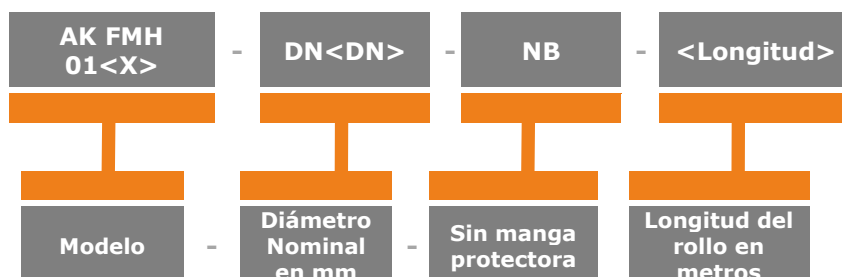 AK FMH
01<X>
-
DN<DN>
-
NB
-
<Longitud>
Modelo
-
Diámetro
Nominal
en mm
-
Sin manga
protectora
Longitud del
rollo en
metros